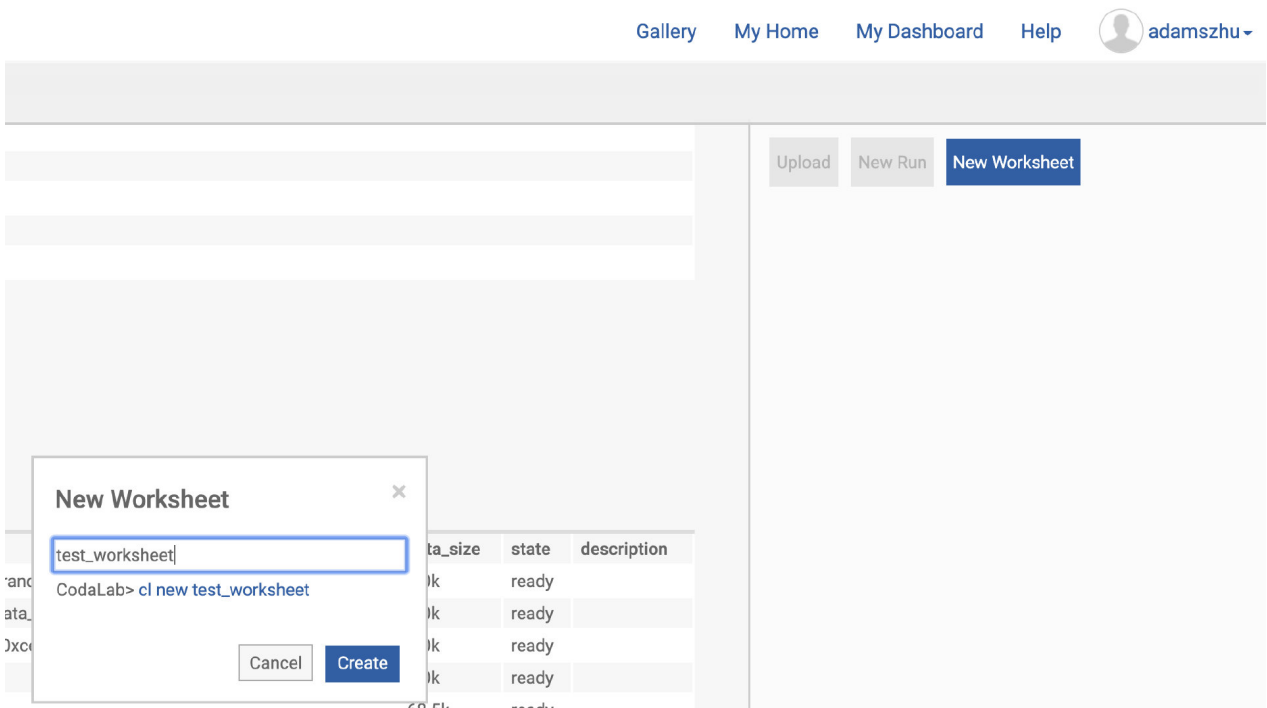 Gallery My Home My Dashboard Help adamszhu
Upload New Run New Worksheet
New Worksheet ×
test_worksheet
CodaLab> cl new test_worksheet
Cancel Create
ta_size state description
ready
ready
ready
ready